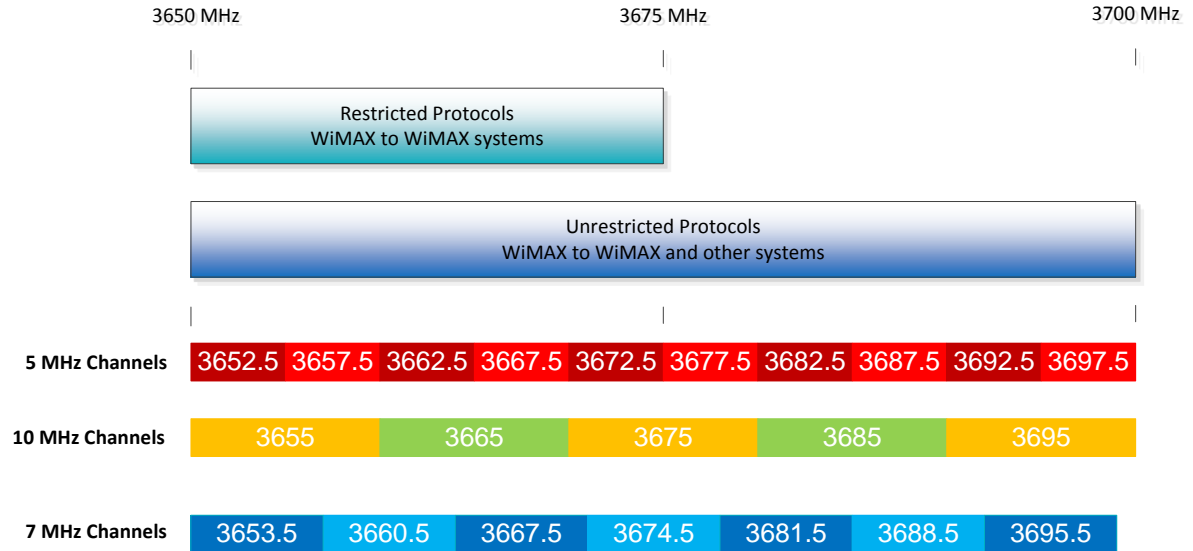 3650 MHz 3675 MHz 3700 MHz
Restricted Protocols
WiMAX to WiMAX systems
Unrestricted Protocols
WiMAX to WiMAX and other systems
5 MHz Channels 3652.5 3657.5 3662.5 3667.5 3672.5 3677.5 3682.5 3687.5 3692.5 3697.5
10 MHz Channels 3655 3665 3675 3685 3695
7 MHz Channels 3653.5 3660.5 3667.5 3674.5 3681.5 3688.5 3695.5